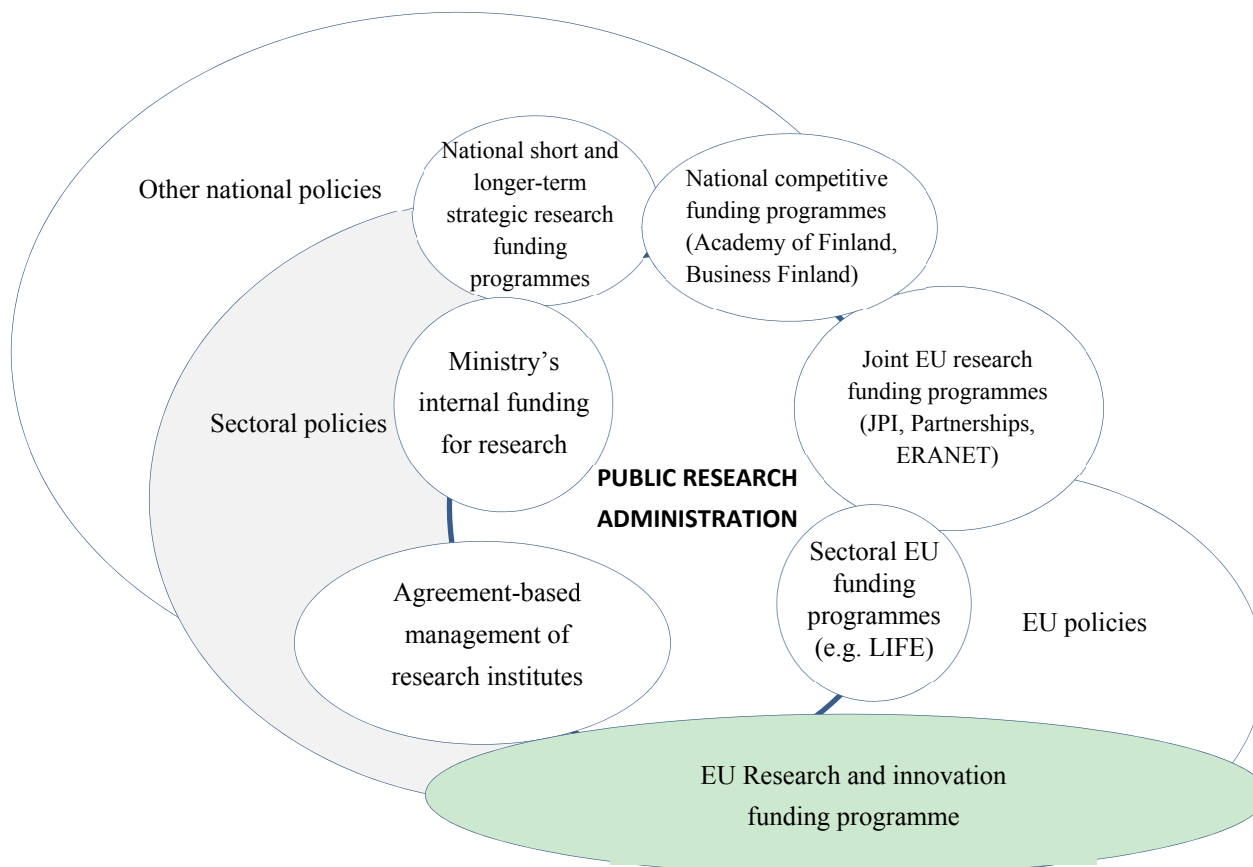 National short and
longer-term
strategic research
funding
programmes
National competitive
funding programmes
(Academy of Finland,
Business Finland)
Other national policies
Joint EU research
funding programmes
(JPI, Partnerships,
ERANET)
Ministry’s
internal funding
for research
Sectoral policies
PUBLIC RESEARCH
ADMINISTRATION
Sectoral EU
funding
programmes
(e.g. LIFE)
EU policies
Agreement-based
management of
research institutes
EU Research and innovation
funding programme